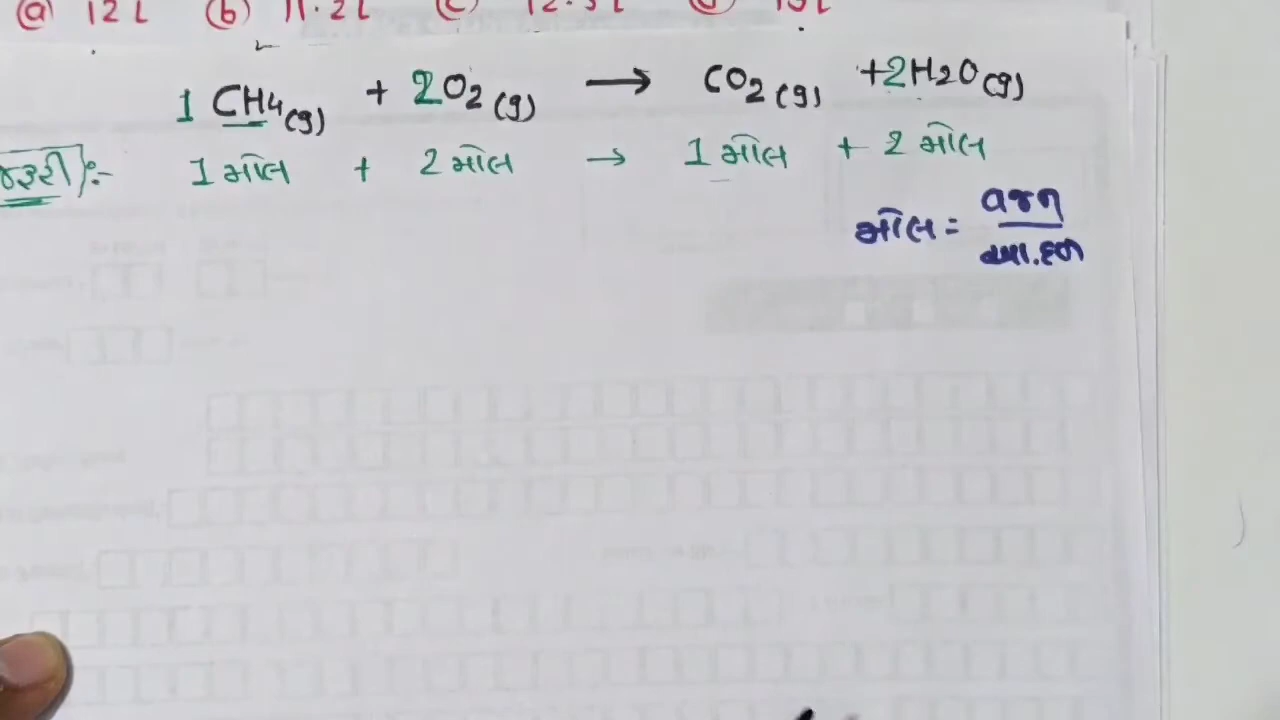 (a) 12 L (b) 11.2 L (c) 12.5 L (d) 15 L
1 CH4(g) + 2O2(g) → CO2(g) + 2H2O(g)
જરૂરી :- 1 મોલ + 2 મોલ → 1 મોલ + 2 મોલ
મોલ = વજન
આ.દળ